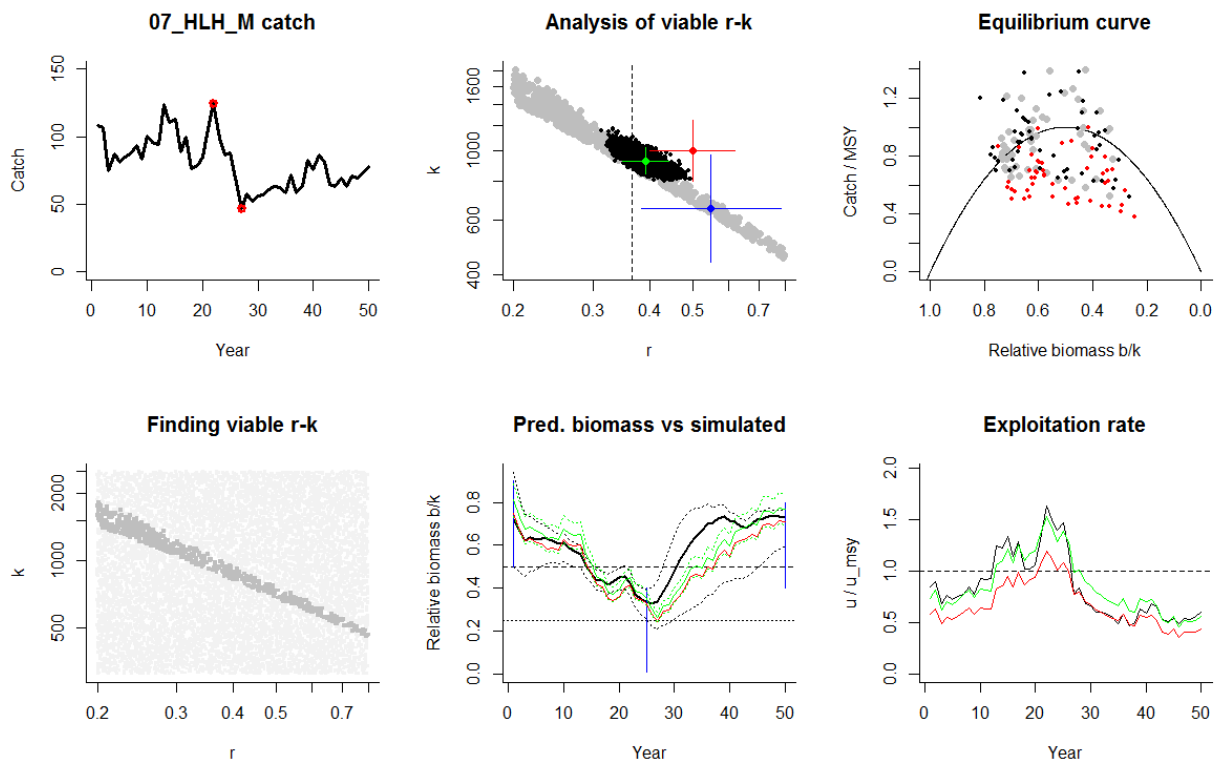 07_HLH_M catch
Catch
150
100
50
0
0 10 20 30 40 50
Year
Analysis of viable r-k
k
1600
1000
600
400
0.2 0.3 0.4 0.5 0.7
r
Equilibrium curve
Catch / MSY
1.2
0.8
0.4
0.0
1.0 0.8 0.6 0.4 0.2 0.0
Relative biomass b/k
Finding viable r-k
k
2000
1000
500
0.2 0.3 0.4 0.5 0.7
r
Pred. biomass vs simulated
Relative biomass b/k
0.8
0.6
0.4
0.2
0.0
0 10 20 30 40 50
Year
Exploitation rate
u / u_msy
2.0
1.5
1.0
0.5
0.0
0 10 20 30 40 50
Year